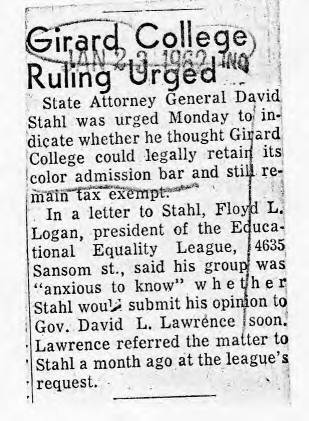 Girard College
JAN 23 1962 INQ
Ruling Urged
State Attorney General David
Stahl was urged Monday to in-
dicate whether he thought Girard
College could legally retain its
color admission bar and still re-
main tax exempt.
In a letter to Stahl, Floyd L.
Logan, president of the Educa-
tional Equality League, 4635
Sansom st., said his group was
"anxious to know" whether
Stahl would submit his opinion to
Gov. David L. Lawrence soon.
Lawrence referred the matter to
Stahl a month ago at the league's
request.